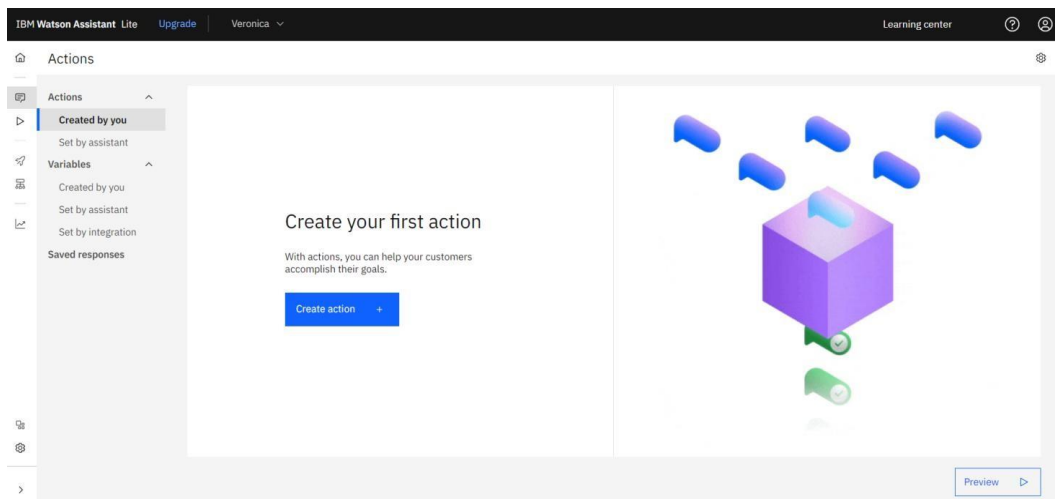 IBM Watson Assistant Lite Upgrade Veronica Learning center
Actions
Actions
Created by you
Set by assistant
Variables
Created by you
Set by assistant
Set by integration
Saved responses
Create your first action
With actions, you can help your customers
accomplish their goals.
Create action +
Preview